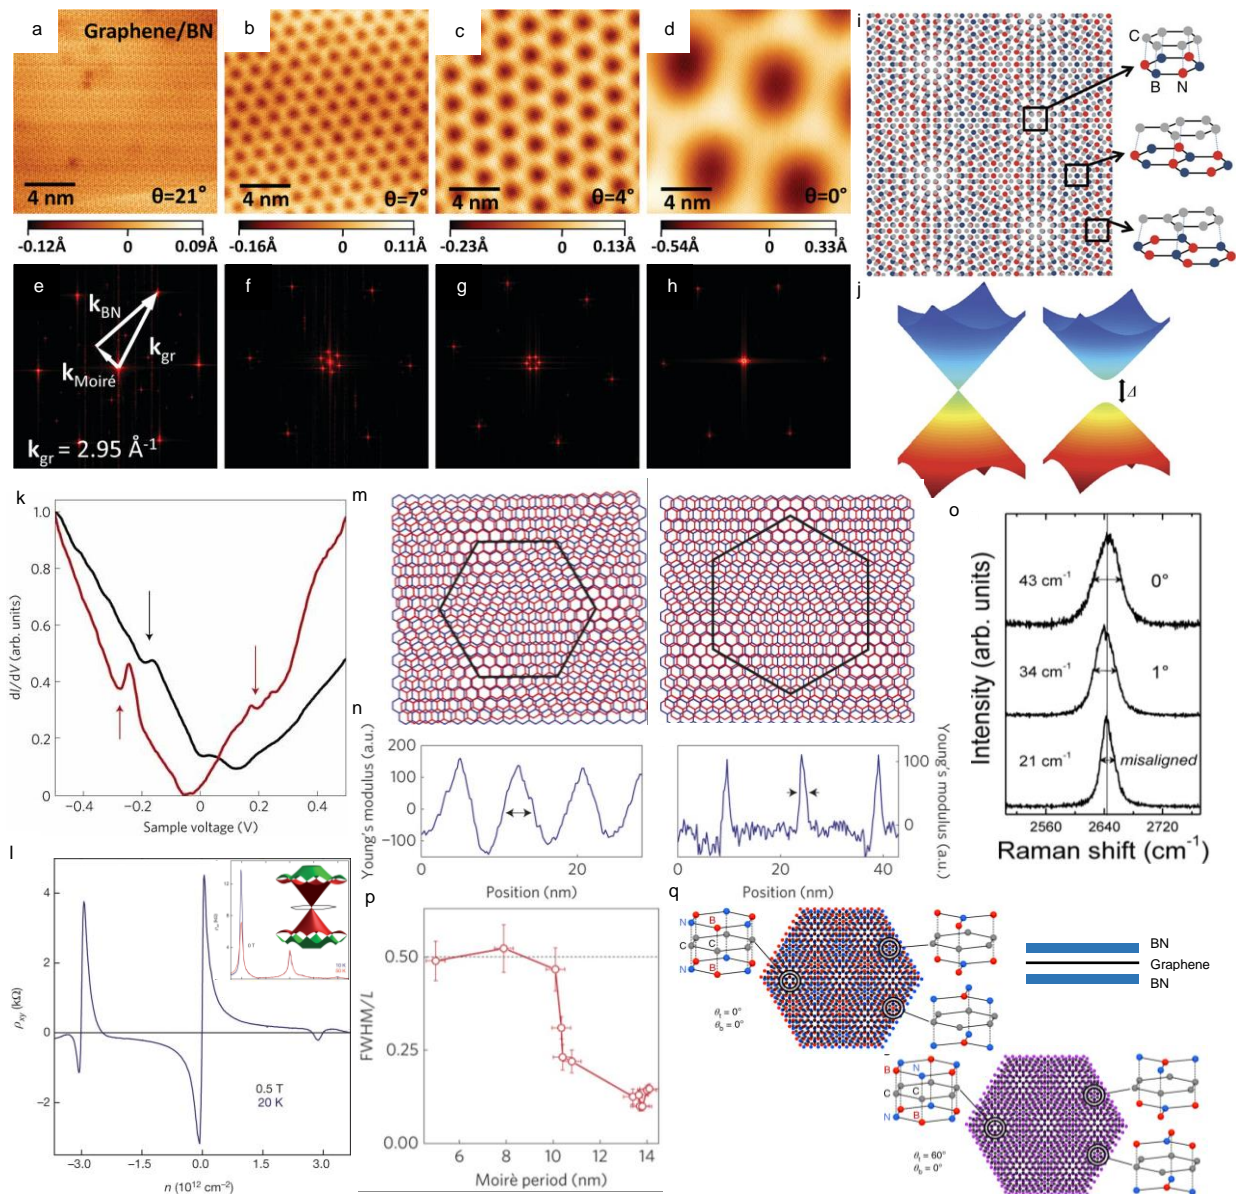 a
Graphene/BN
4 nm
θ=21°
-0.12Å
0
0.09Å
b
4 nm
θ=7°
-0.16Å
0
0.11Å
c
4 nm
θ=4°
-0.23Å
0
0.13Å
d
4 nm
θ=0°
-0.54Å
0
0.33Å
i
C
B N
e
k_BN
k_gr
k_Moiré
k_gr = 2.95 Å⁻¹
f
g
h
j
Δ
k
dI/dV (arb. units)
1.0
0.8
0.6
0.4
0.2
0
−0.4
−0.2
0
0.2
0.4
Sample voltage (V)
m
n
Young's modulus (a.u.)
200
100
0
−100
0
20
Position (nm)
Young's modulus (a.u.)
100
0
0
20
40
Position (nm)
o
Intensity (arb. units)
43 cm⁻¹
0°
34 cm⁻¹
1°
21 cm⁻¹
misaligned
2560
2640
2720
Raman shift (cm⁻¹)
l
ρxy (kΩ)
4
2
0
−2
−3.0
−1.5
0.0
1.5
3.0
n (10¹² cm⁻²)
0.5 T
20 K
0 T
p
FWHM/L
0.50
0.25
0.00
6
8
10
12
14
Moirè period (nm)
q
N
B
C
C
N
B
θt = 0°
θb = 0°
BN
Graphene
BN
B
N
C
C
N
B
θt = 60°
θb = 0°